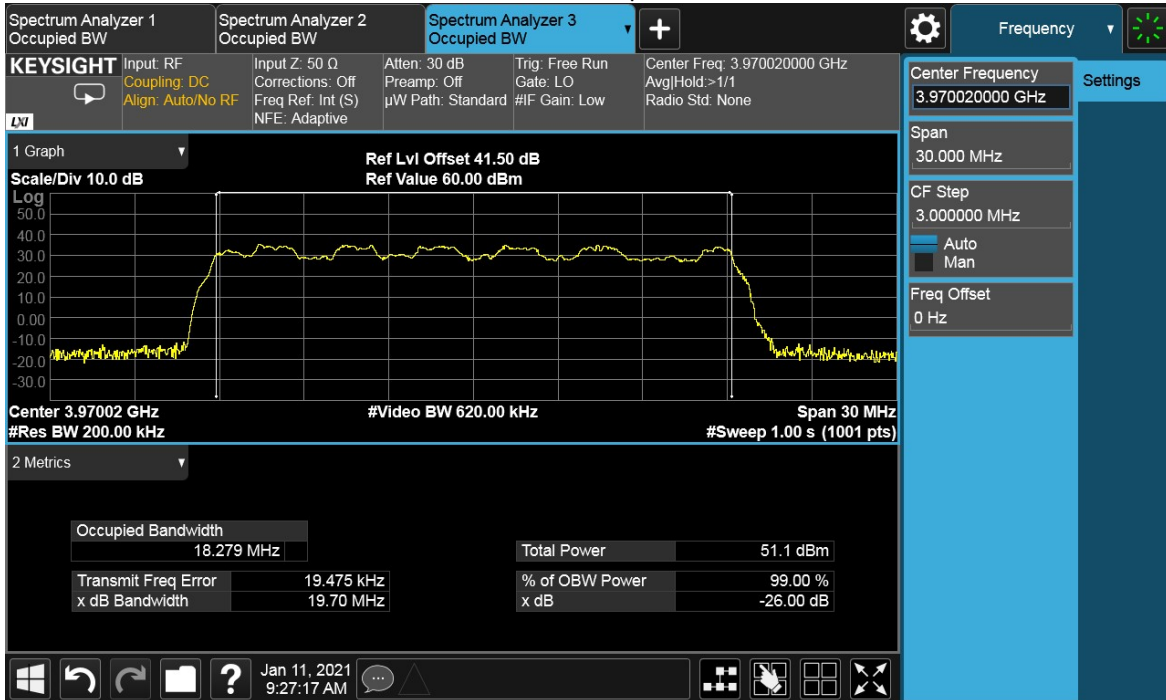 Spectrum Analyzer 1
Occupied BW
Spectrum Analyzer 2
Occupied BW
Spectrum Analyzer 3
Occupied BW
Frequency
KEYSIGHT
LXI
Input: RF
Coupling: DC
Align: Auto/No RF
Input Z: 50 Ω
Corrections: Off
Freq Ref: Int (S)
NFE: Adaptive
Atten: 30 dB
Preamp: Off
µW Path: Standard
Trig: Free Run
Gate: LO
#IF Gain: Low
Center Freq: 3.970020000 GHz
Avg|Hold:>1/1
Radio Std: None
Center Frequency
3.970020000 GHz
Settings
Span
30.000 MHz
CF Step
3.000000 MHz
Auto
Man
Freq Offset
0 Hz
1 Graph
Scale/Div 10.0 dB
Ref Lvl Offset 41.50 dB
Ref Value 60.00 dBm
Log
50.0
40.0
30.0
20.0
10.0
0.00
-10.0
-20.0
-30.0
Center 3.97002 GHz
#Video BW 620.00 kHz
Span 30 MHz
#Res BW 200.00 kHz
#Sweep 1.00 s (1001 pts)
2 Metrics
Occupied Bandwidth
18.279 MHz
Total Power 51.1 dBm
Transmit Freq Error 19.475 kHz
% of OBW Power 99.00 %
x dB Bandwidth 19.70 MHz
x dB -26.00 dB
?
Jan 11, 2021
9:27:17 AM